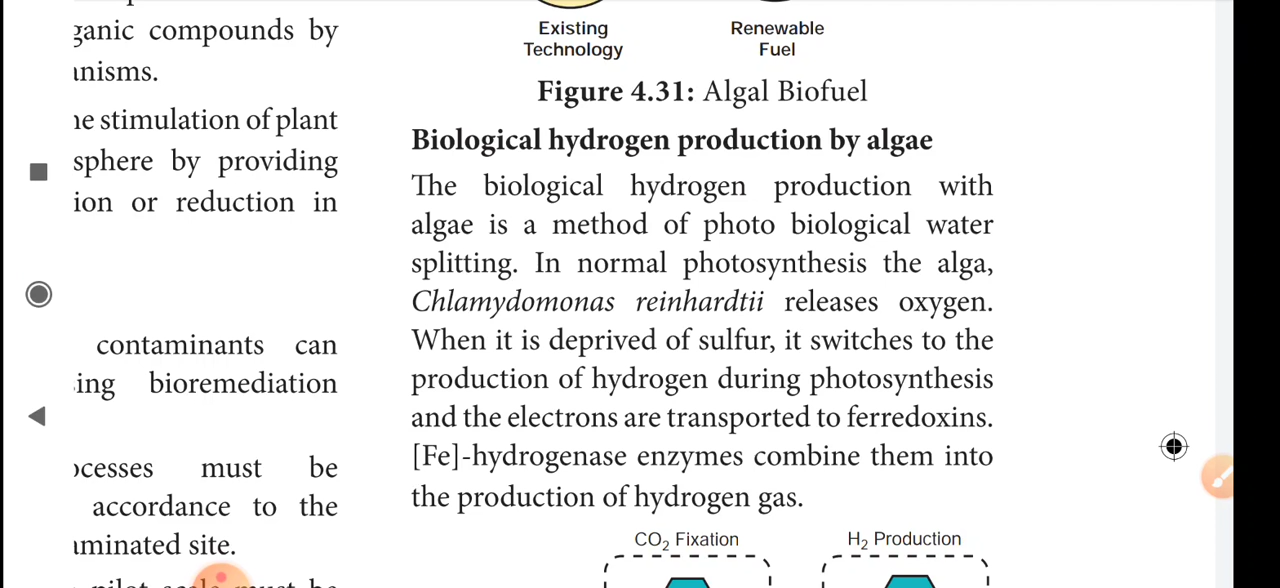 ganic compounds by
anisms.
ne stimulation of plant
sphere by providing
ion or reduction in
contaminants can
ing bioremediation
ocesses must be
accordance to the
aminated site.
Existing
Technology
Renewable
Fuel
Figure 4.31: Algal Biofuel
Biological hydrogen production by algae
The biological hydrogen production with
algae is a method of photo biological water
splitting. In normal photosynthesis the alga,
Chlamydomonas reinhardtii releases oxygen.
When it is deprived of sulfur, it switches to the
production of hydrogen during photosynthesis
and the electrons are transported to ferredoxins.
[Fe]-hydrogenase enzymes combine them into
the production of hydrogen gas.
CO₂ Fixation
H₂ Production